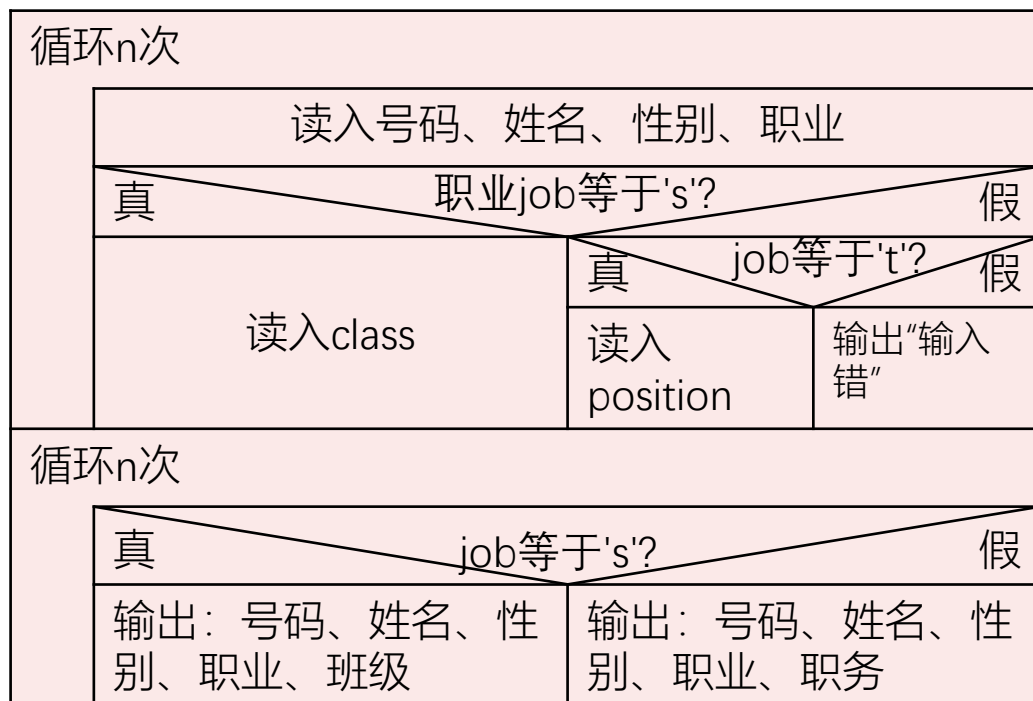 循环n次
读入号码、姓名、性别、职业
真
职业job等于's'?
假
真
job等于't'?
假
读入class
读入
position
输出"输入
错"
循环n次
真
job等于's'?
假
输出：号码、姓名、性
别、职业、班级
输出：号码、姓名、性
别、职业、职务